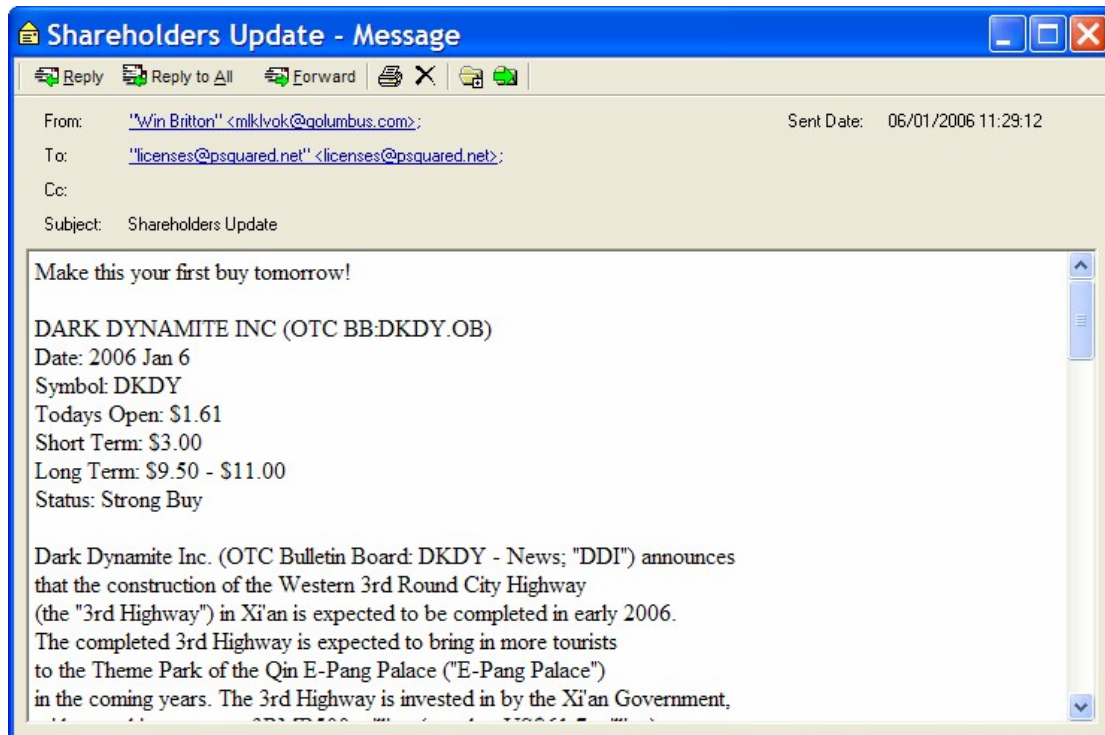 Shareholders Update - Message
Reply Reply to All Forward
From: "Win Britton" <mlklvok@qolumbus.com>; Sent Date: 06/01/2006 11:29:12
To: "licenses@psquared.net" <licenses@psquared.net>;
Cc:
Subject: Shareholders Update
Make this your first buy tomorrow!
DARK DYNAMITE INC (OTC BB:DKDY.OB)
Date: 2006 Jan 6
Symbol: DKDY
Todays Open: $1.61
Short Term: $3.00
Long Term: $9.50 - $11.00
Status: Strong Buy
Dark Dynamite Inc. (OTC Bulletin Board: DKDY - News; "DDI") announces
that the construction of the Western 3rd Round City Highway
(the "3rd Highway") in Xi'an is expected to be completed in early 2006.
The completed 3rd Highway is expected to bring in more tourists
to the Theme Park of the Qin E-Pang Palace ("E-Pang Palace")
in the coming years. The 3rd Highway is invested in by the Xi'an Government,